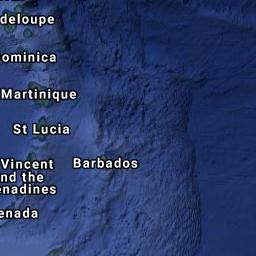 deloupe
ominica
Martinique
St Lucia
Vincent
nd the
enadines
Barbados
enada